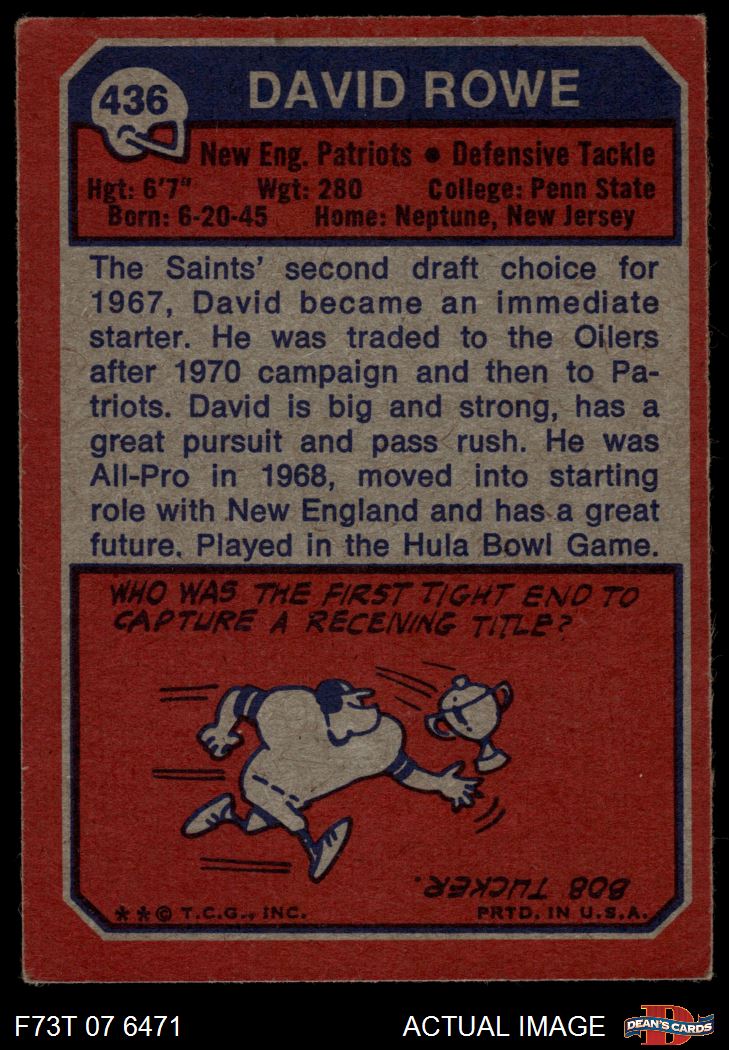 436
DAVID ROWE
New Eng. Patriots • Defensive Tackle
Hgt: 6'7" Wgt: 280 College: Penn State
Born: 6-20-45 Home: Neptune, New Jersey
The Saints' second draft choice for
1967, David became an immediate
starter. He was traded to the Oilers
after 1970 campaign and then to Pa-
triots. David is big and strong, has a
great pursuit and pass rush. He was
All-Pro in 1968, moved into starting
role with New England and has a great
future. Played in the Hula Bowl Game.
WHO WAS THE FIRST TIGHT END TO
CAPTURE A RECEIVING TITLE?
BOB TUCKER.
**© T.C.G., INC. PRTD. IN U.S.A.
F73T 07 6471 ACTUAL IMAGE
D
DEAN'S CARDS